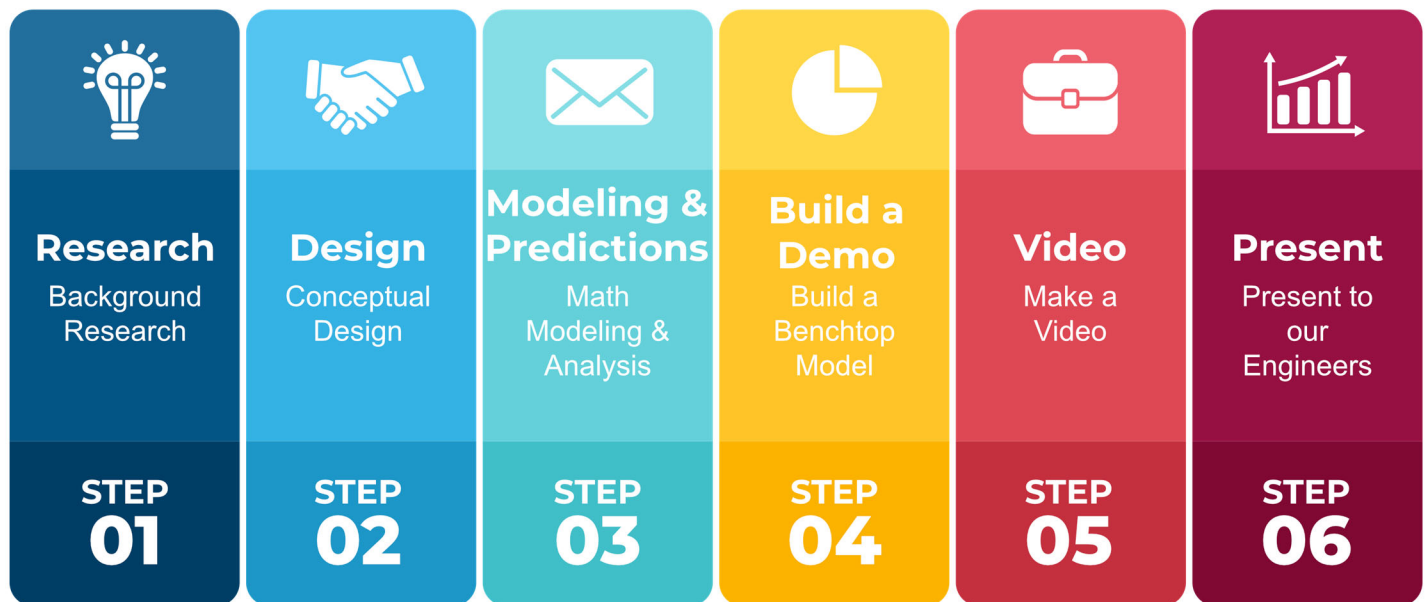 Research
Background
Research
STEP
01
Design
Conceptual
Design
STEP
02
Modeling &
Predictions
Math
Modeling &
Analysis
STEP
03
Build a
Demo
Build a
Benchtop
Model
STEP
04
Video
Make a
Video
STEP
05
Present
Present to
our
Engineers
STEP
06